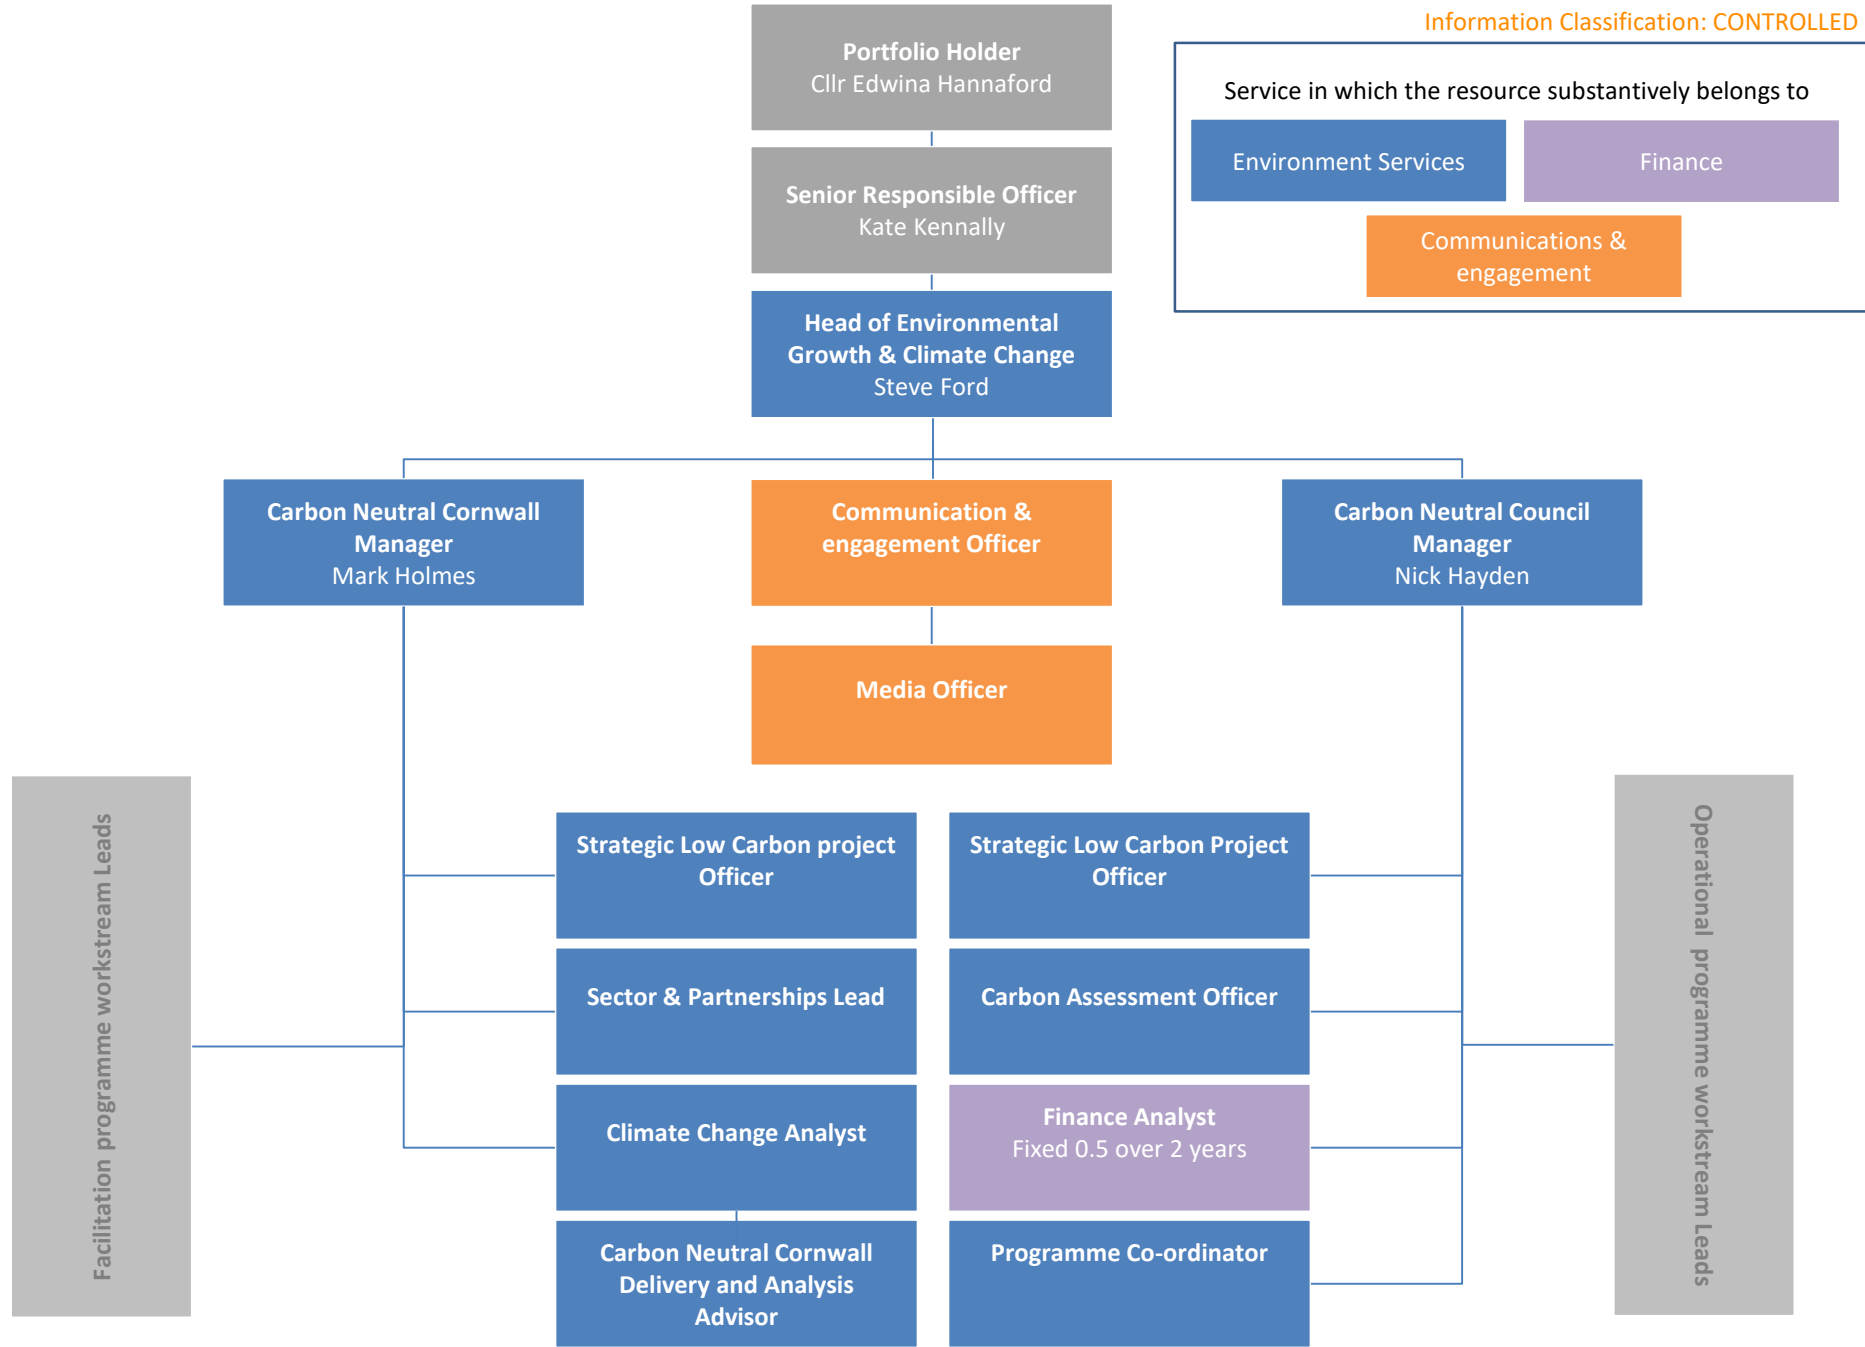 Information Classification: CONTROLLED
Portfolio Holder
Cllr Edwina Hannaford
Service in which the resource substantively belongs to
Environment Services
Finance
Communications &
engagement
Senior Responsible Officer
Kate Kennally
Head of Environmental
Growth & Climate Change
Steve Ford
Carbon Neutral Cornwall
Manager
Mark Holmes
Communication &
engagement Officer
Carbon Neutral Council
Manager
Nick Hayden
Media Officer
Facilitation programme workstream Leads
Strategic Low Carbon project
Officer
Strategic Low Carbon Project
Officer
Operational programme workstream Leads
Sector & Partnerships Lead
Carbon Assessment Officer
Climate Change Analyst
Finance Analyst
Fixed 0.5 over 2 years
Carbon Neutral Cornwall
Delivery and Analysis
Advisor
Programme Co-ordinator